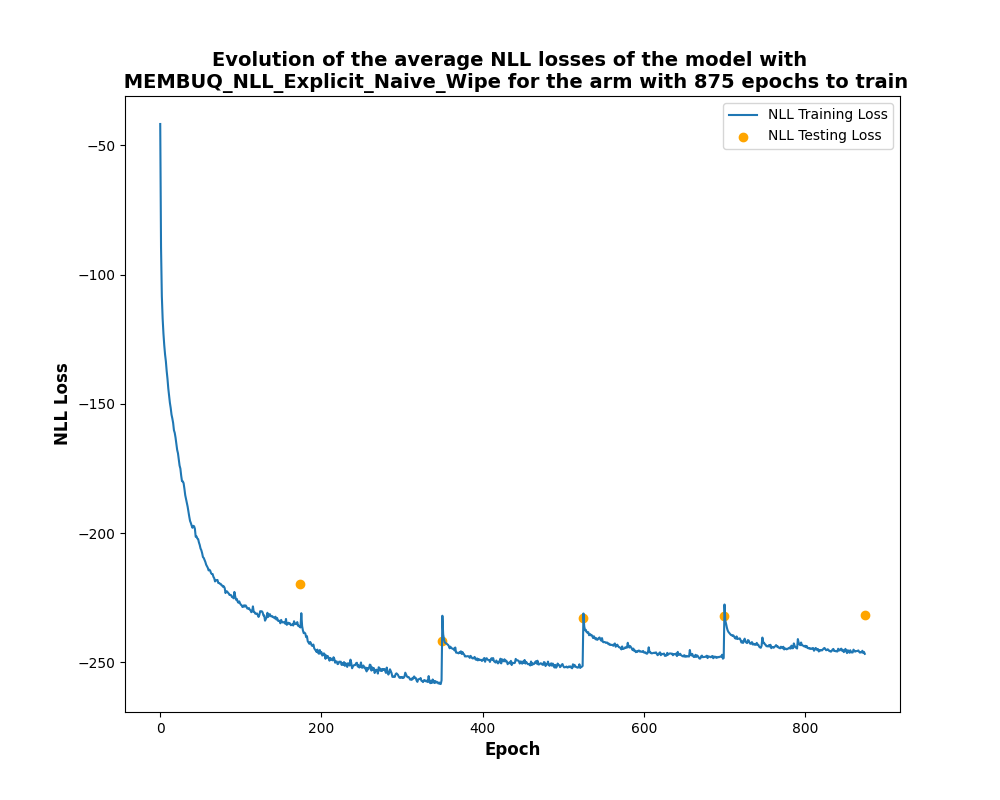 Evolution of the average NLL losses of the model with
MEMBUQ_NLL_Explicit_Naive_Wipe for the arm with 875 epochs to train
NLL Training Loss
NLL Testing Loss
−50
−100
−150
−200
−250
NLL Loss
0 200 400 600 800
Epoch